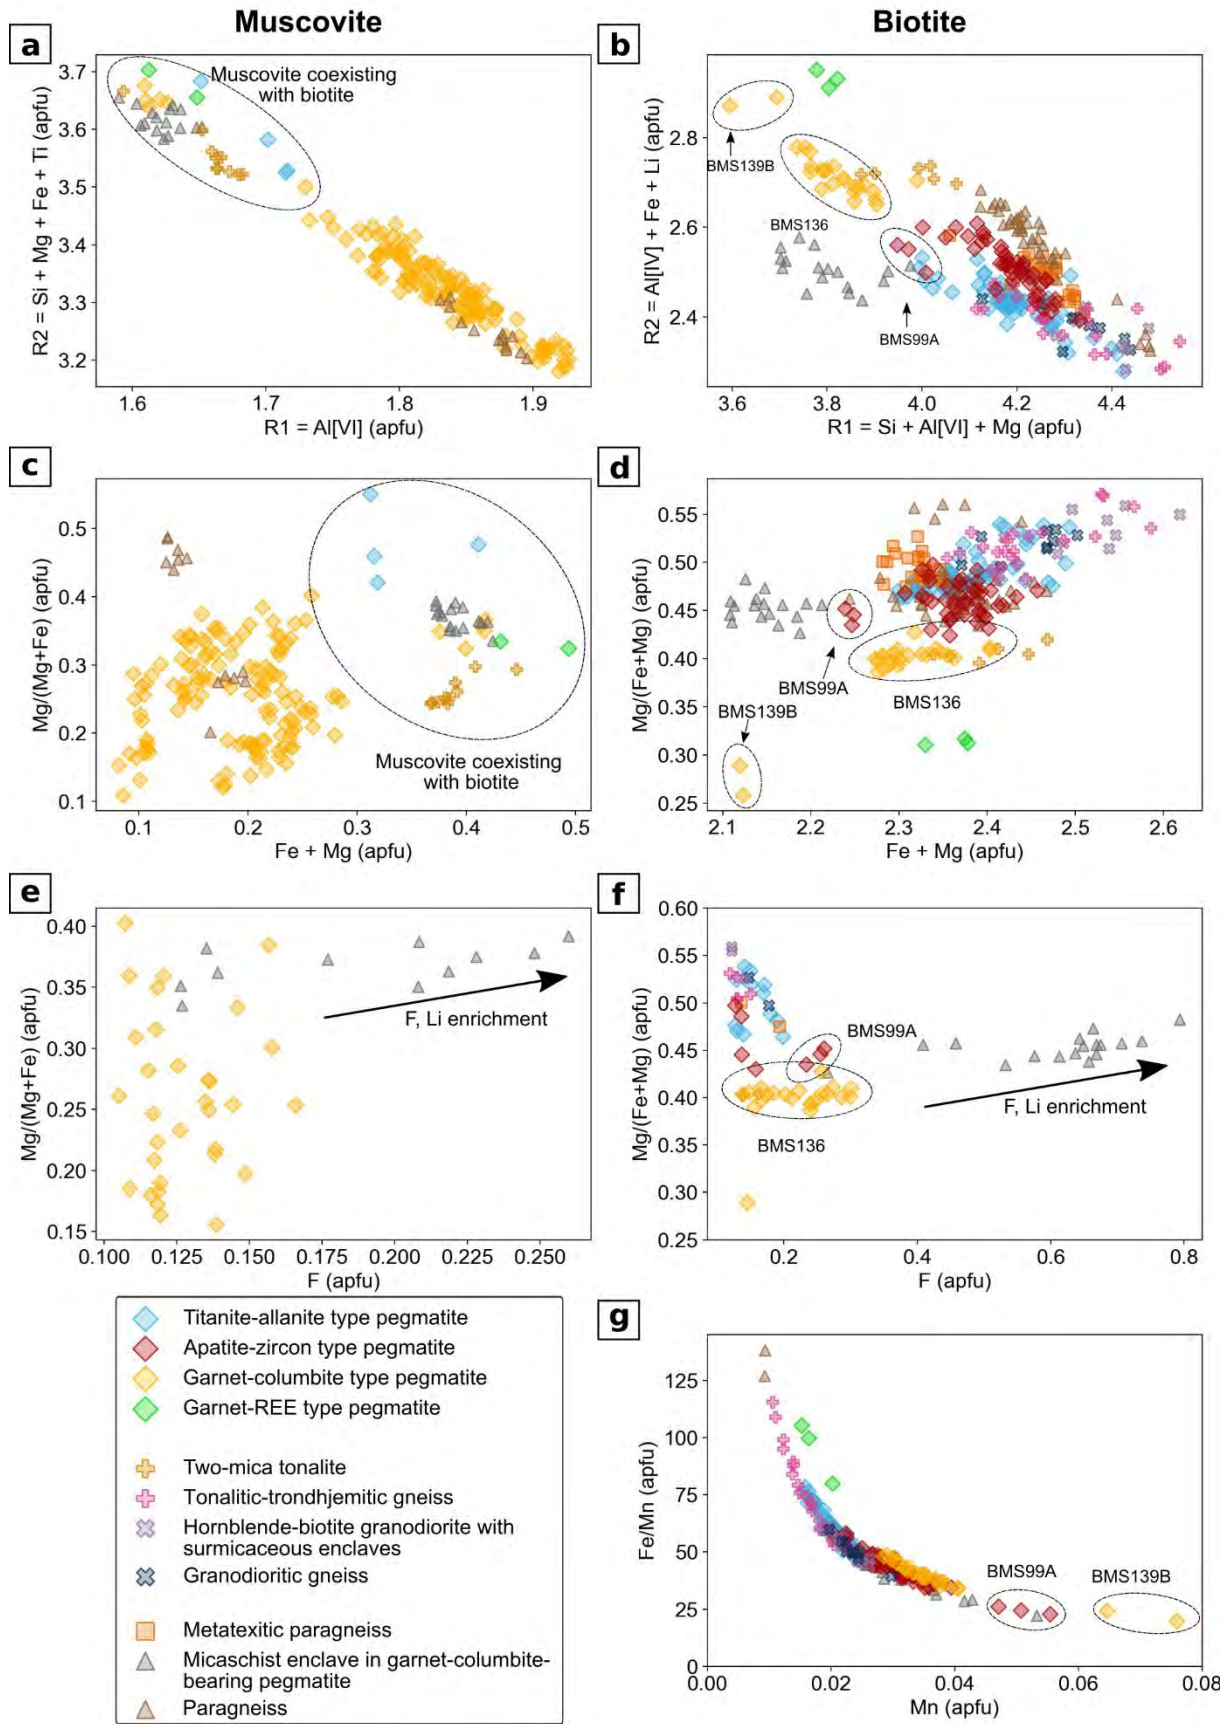 Muscovite
Biotite
a
3.7
3.6
3.5
3.4
3.3
3.2
R2 = Si + Mg + Fe + Ti (apfu)
Muscovite coexisting
with biotite
1.6
1.7
1.8
1.9
R1 = Al[VI] (apfu)
b
2.8
2.6
2.4
R2 = Al[IV] + Fe + Li (apfu)
BMS139B
BMS136
BMS99A
3.6
3.8
4.0
4.2
4.4
R1 = Si + Al[VI] + Mg (apfu)
c
0.5
0.4
0.3
0.2
0.1
Mg/(Mg+Fe) (apfu)
Muscovite coexisting
with biotite
0.1
0.2
0.3
0.4
0.5
Fe + Mg (apfu)
d
0.55
0.50
0.45
0.40
0.35
0.30
0.25
Mg/(Fe+Mg) (apfu)
BMS99A
BMS136
BMS139B
2.1
2.2
2.3
2.4
2.5
2.6
Fe + Mg (apfu)
e
0.40
0.35
0.30
0.25
0.20
0.15
Mg/(Mg+Fe) (apfu)
F, Li enrichment
0.100
0.125
0.150
0.175
0.200
0.225
0.250
F (apfu)
f
0.60
0.55
0.50
0.45
0.40
0.35
0.30
0.25
Mg/(Fe+Mg) (apfu)
BMS99A
F, Li enrichment
BMS136
0.2
0.4
0.6
0.8
F (apfu)
Titanite-allanite type pegmatite
Apatite-zircon type pegmatite
Garnet-columbite type pegmatite
Garnet-REE type pegmatite
Two-mica tonalite
Tonalitic-trondhjemitic gneiss
Hornblende-biotite granodiorite with
surmicaceous enclaves
Granodioritic gneiss
Metatexitic paragneiss
Micaschist enclave in garnet-columbite-
bearing pegmatite
Paragneiss
g
125
100
75
50
25
0
Fe/Mn (apfu)
BMS99A
BMS139B
0.00
0.02
0.04
0.06
0.08
Mn (apfu)